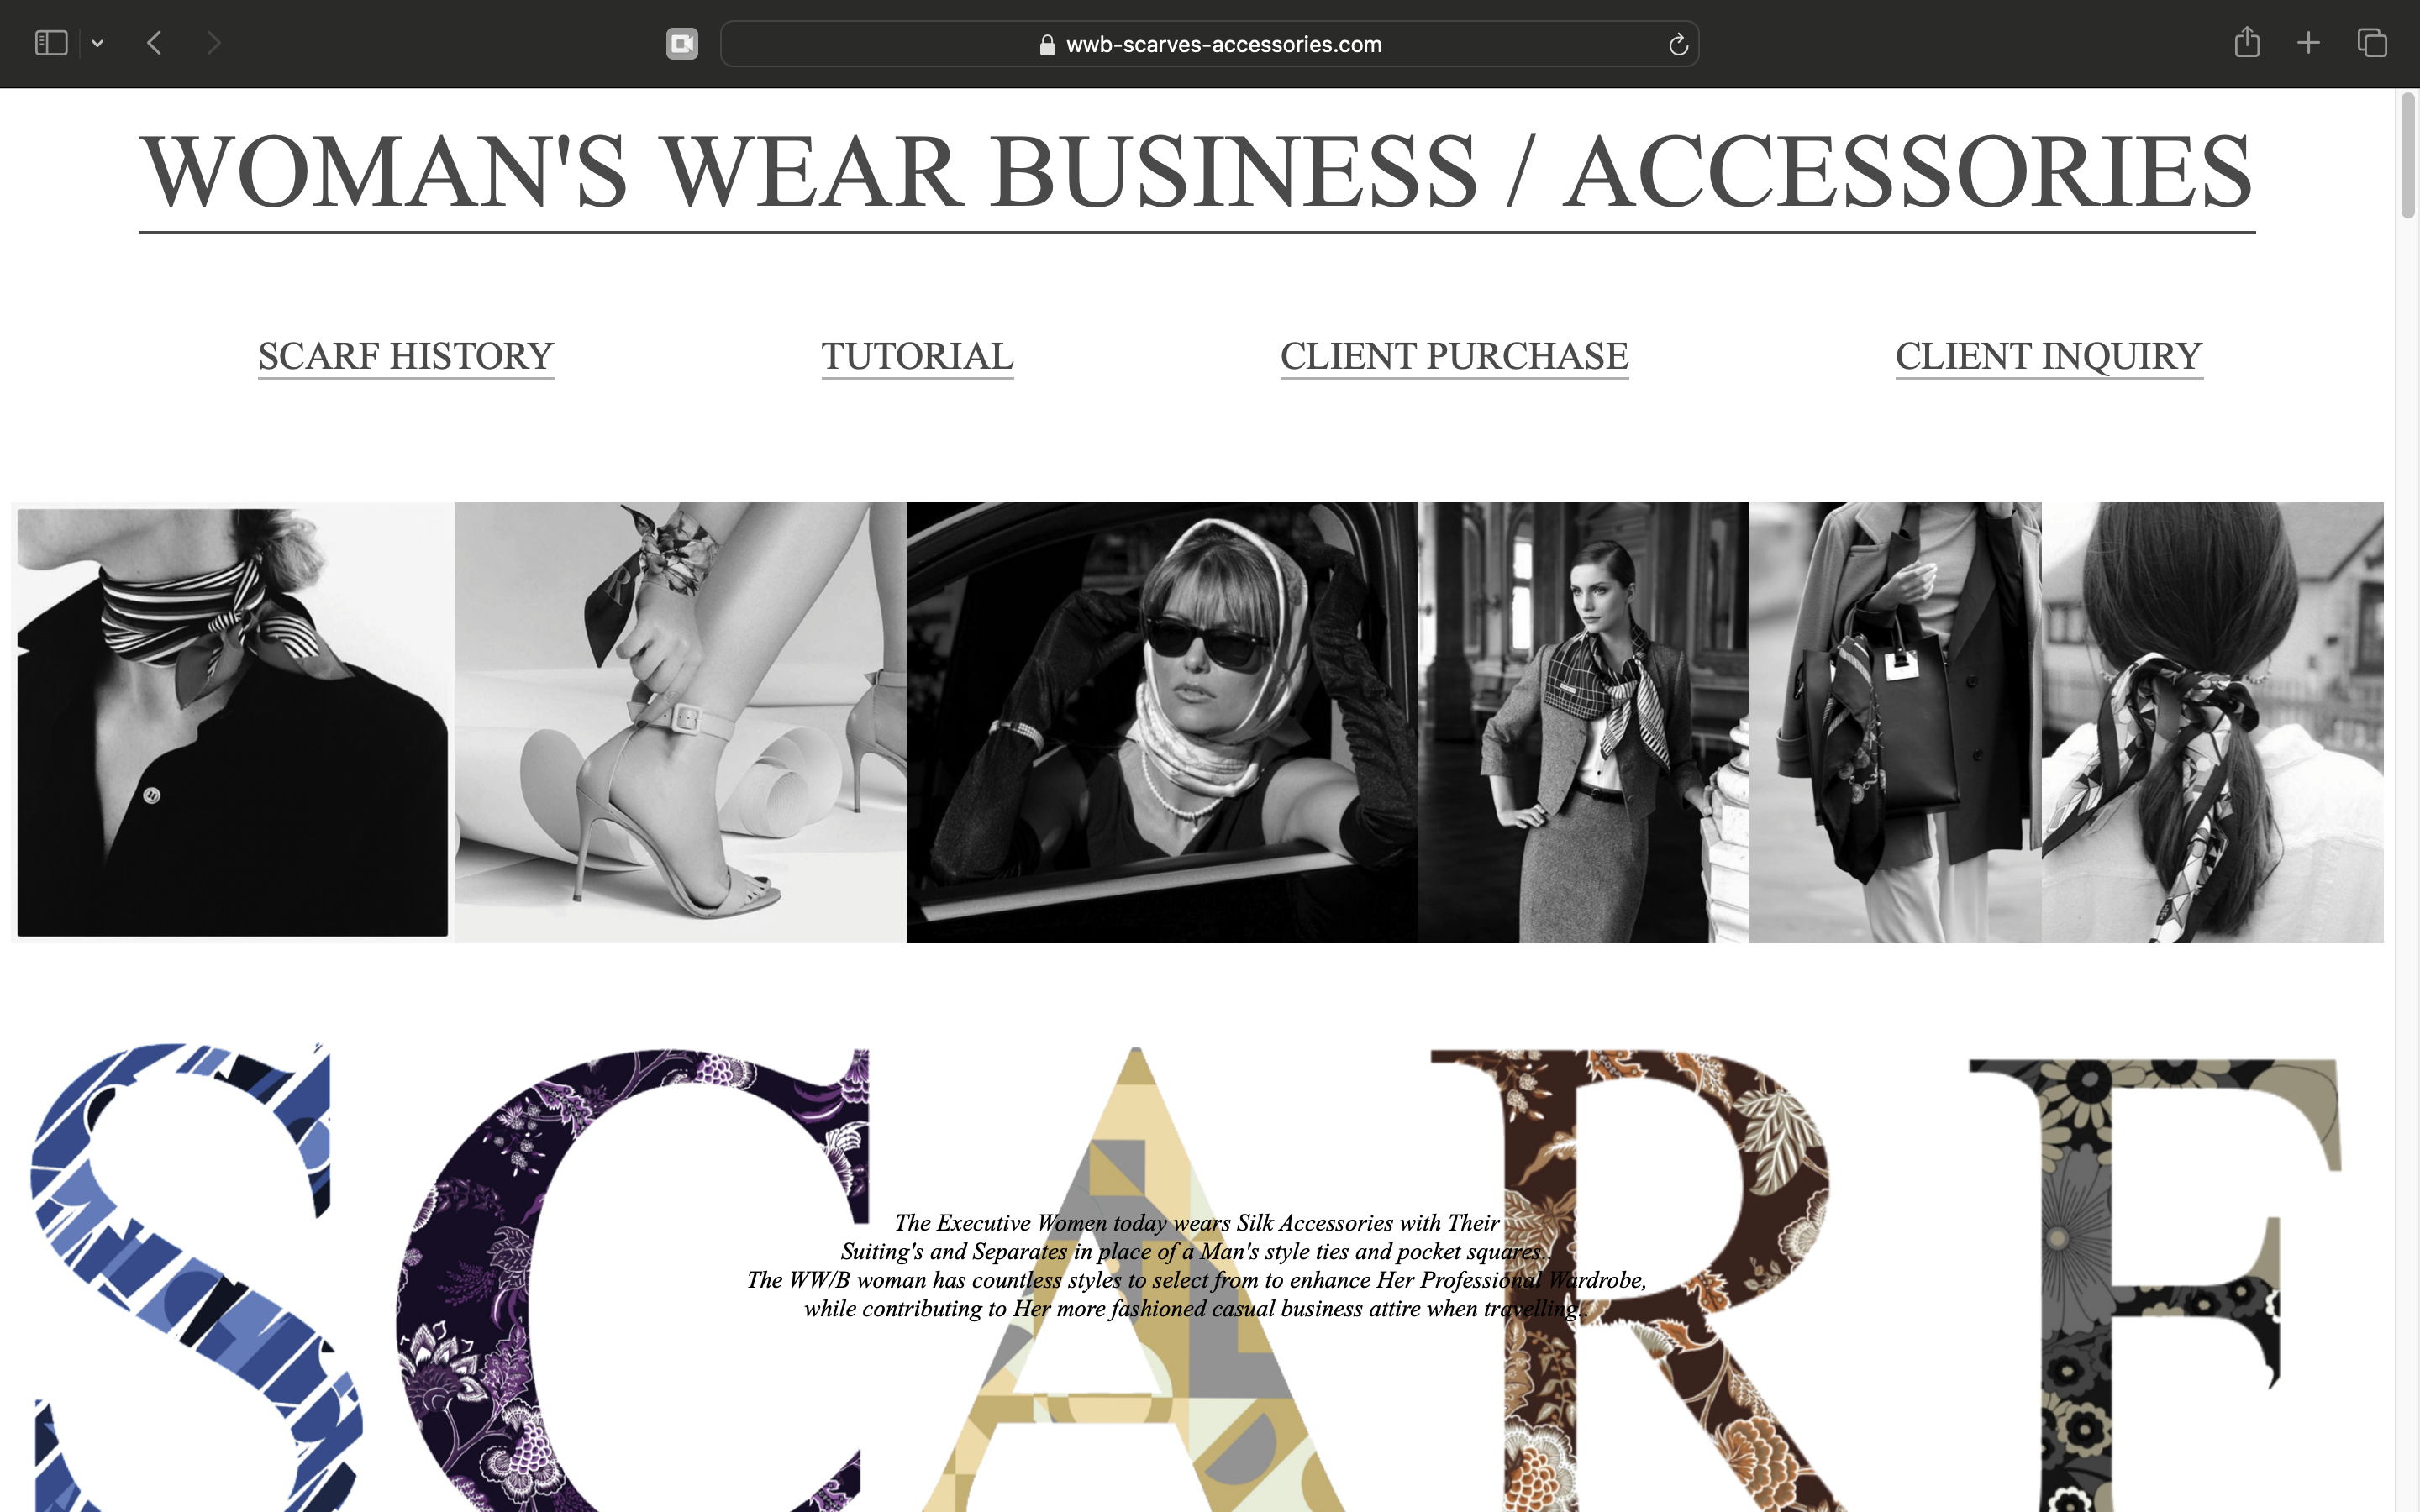 wwb-scarves-accessories.com
WOMAN'S WEAR BUSINESS / ACCESSORIES
SCARF HISTORY TUTORIAL CLIENT PURCHASE CLIENT INQUIRY
SCARF
The Executive Women today wears Silk Accessories with Their
Suiting's and Separates in place of a Man's style ties and pocket squares..
The WW/B woman has countless styles to select from to enhance Her Professional Wardrobe,
while contributing to Her more fashioned casual business attire when travelling..